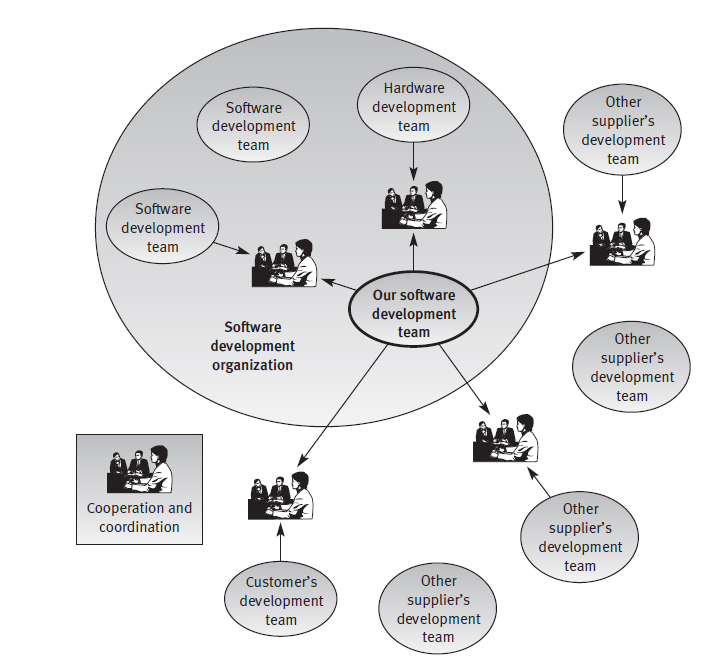 Software
development
team
Hardware
development
team
Other
supplier's
development
team
Software
development
team
Our software
development
team
Software
development
organization
Other
supplier's
development
team
Cooperation and
coordination
Other
supplier's
development
team
Customer's
development
team
Other
supplier's
development
team